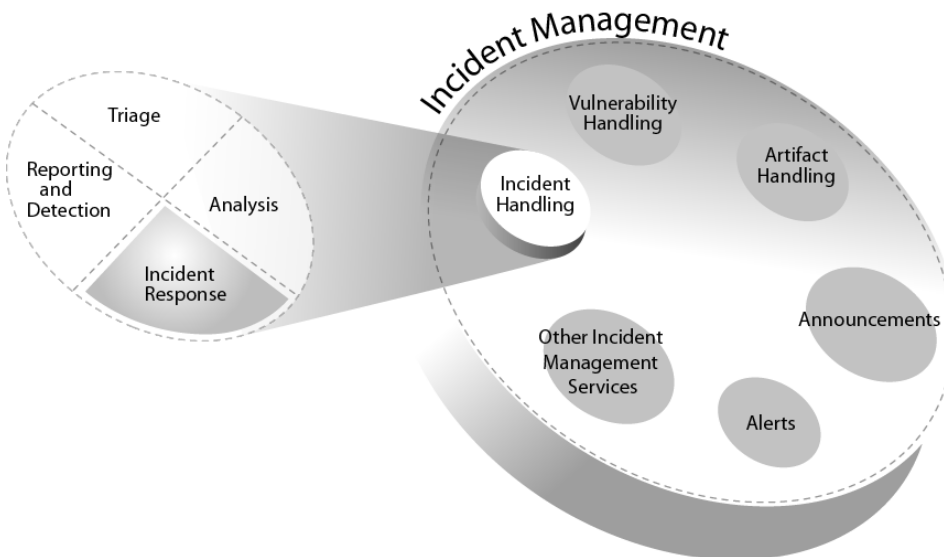 Incident Management
Triage
Reporting
and
Detection
Analysis
Incident
Response
Incident
Handling
Vulnerability
Handling
Artifact
Handling
Announcements
Other Incident
Management
Services
Alerts